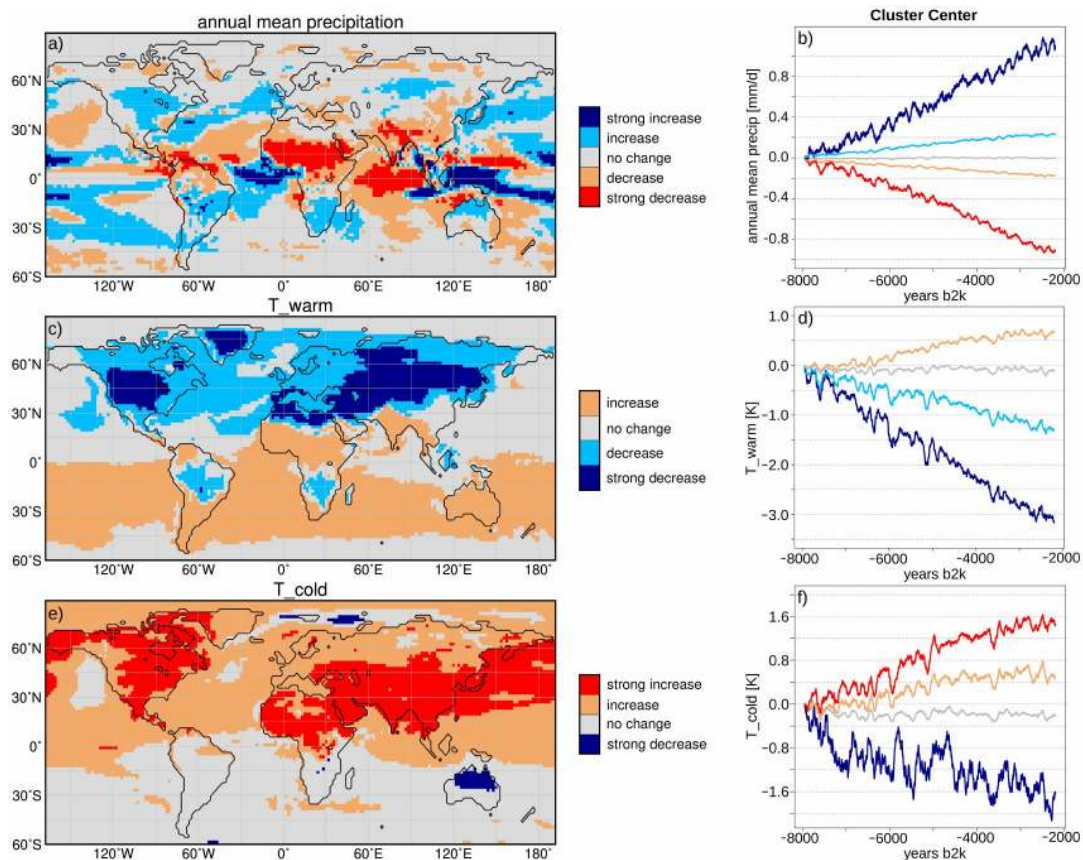 annual mean precipitation
a)
60˚N
30˚N
0˚
30˚S
60˚S
120˚W
60˚W
0˚
60˚E
120˚E
180˚
strong increase
increase
no change
decrease
strong decrease
Cluster Center
b)
annual mean precip [mm/d]
0.8
0.4
0.0
−0.4
−0.8
−8000
−6000
−4000
−2000
years b2k
T_warm
c)
60˚N
30˚N
0˚
30˚S
60˚S
120˚W
60˚W
0˚
60˚E
120˚E
180˚
increase
no change
decrease
strong decrease
d)
T_warm [K]
1.0
0.0
−1.0
−2.0
−3.0
−8000
−6000
−4000
−2000
years b2k
T_cold
e)
60˚N
30˚N
0˚
30˚S
60˚S
120˚W
60˚W
0˚
60˚E
120˚E
180˚
strong increase
increase
no change
strong decrease
f)
T_cold [K]
1.6
0.8
0.0
−0.8
−1.6
−8000
−6000
−4000
−2000
years b2k